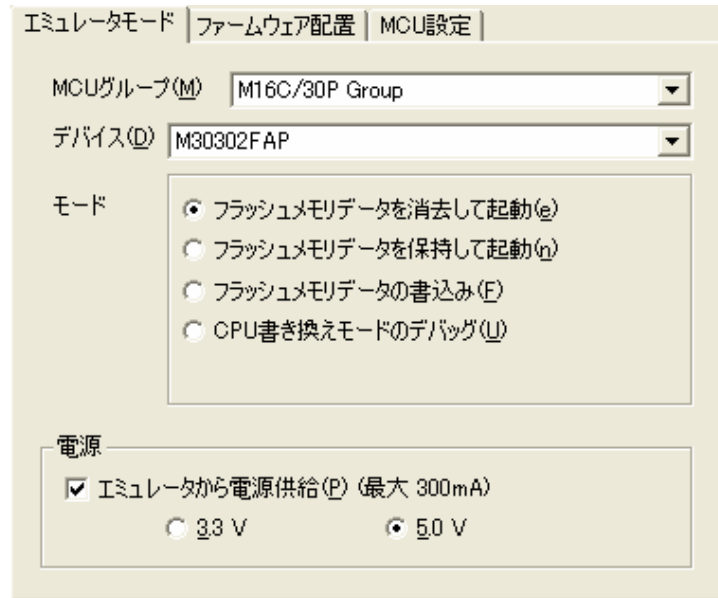 エミュレータモード ファームウェア配置 MCU設定
MCUグループ(M) M16C/30P Group
デバイス(D) M30302FAP
モード
フラッシュメモリデータを消去して起動(e)
フラッシュメモリデータを保持して起動(n)
フラッシュメモリデータの書込み(F)
CPU書き換えモードのデバッグ(U)
電源
エミュレータから電源供給(P) (最大 300mA)
3.3 V 5.0 V